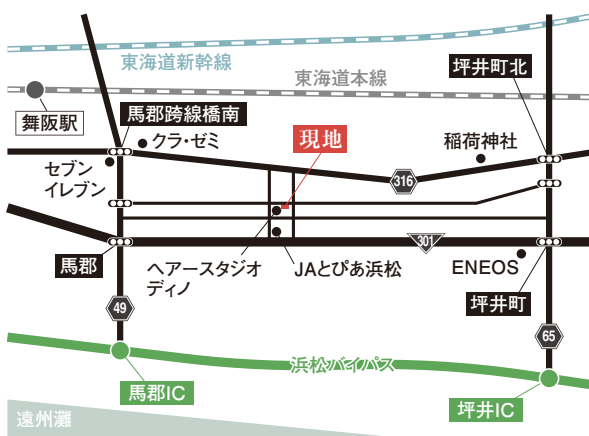 東海道新幹線
東海道本線
坪井町北
舞阪駅
馬郡跨線橋南
クラ・ゼミ
現地
稲荷神社
セブン
イレブン
316
301
馬郡
ヘアースタジオ
ディノ
JAとぴあ浜松
ENEOS
坪井町
49
65
浜松バイパス
馬郡IC
坪井IC
遠州灘